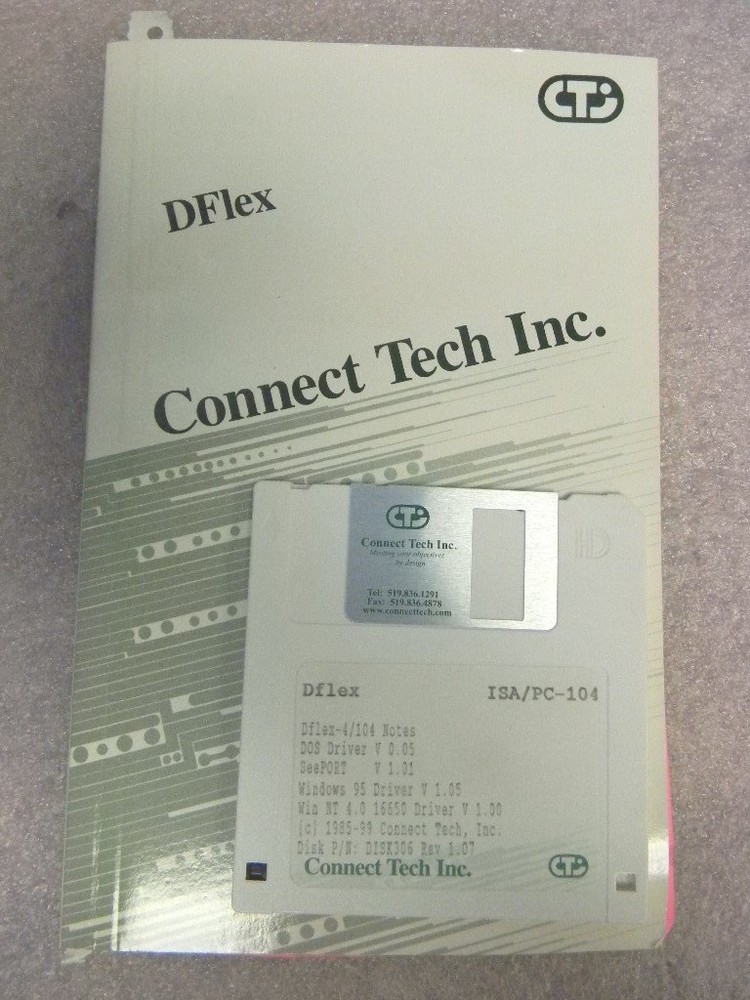 CTi
DFlex
Connect Tech Inc.
CTi
Connect Tech Inc.
Meeting your objectives
by design
Tel: 519.836.1291
Fax: 519.836.4878
www.connecttech.com
HD
Dflex ISA/PC-104
Dflex-4/104 Notes
DOS Driver V 0.05
SeePORT V 1.01
Windows 95 Driver V 1.05
Win NT 4.0 16650 Driver V 1.00
(c) 1985-99 Connect Tech, Inc.
Disk P/N: DISK306 Rev 1.07
Connect Tech Inc. CTi